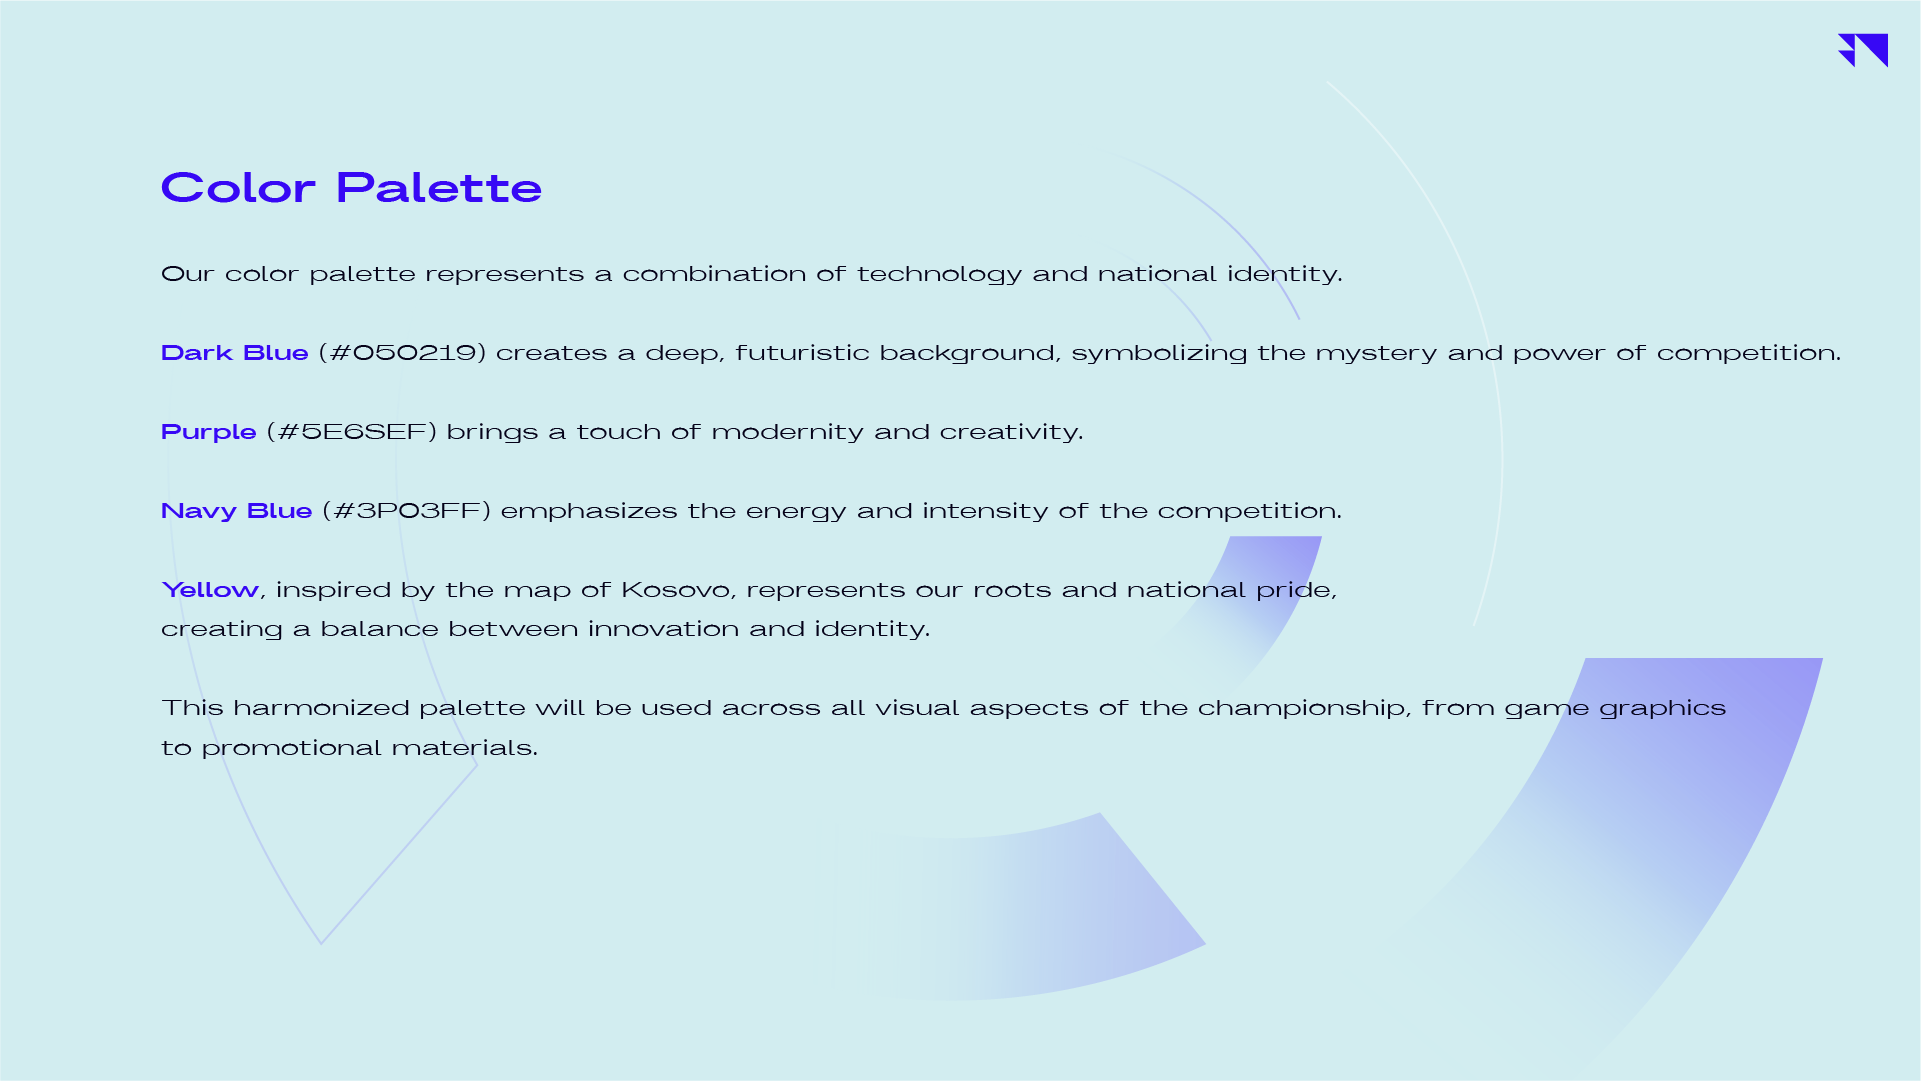 Color Palette
Our color palette represents a combination of technology and national identity.
Dark Blue (#050219) creates a deep, futuristic background, symbolizing the mystery and power of competition.
Purple (#5E6SEF) brings a touch of modernity and creativity.
Navy Blue (#3P03FF) emphasizes the energy and intensity of the competition.
Yellow, inspired by the map of Kosovo, represents our roots and national pride,
creating a balance between innovation and identity.
This harmonized palette will be used across all visual aspects of the championship, from game graphics
to promotional materials.